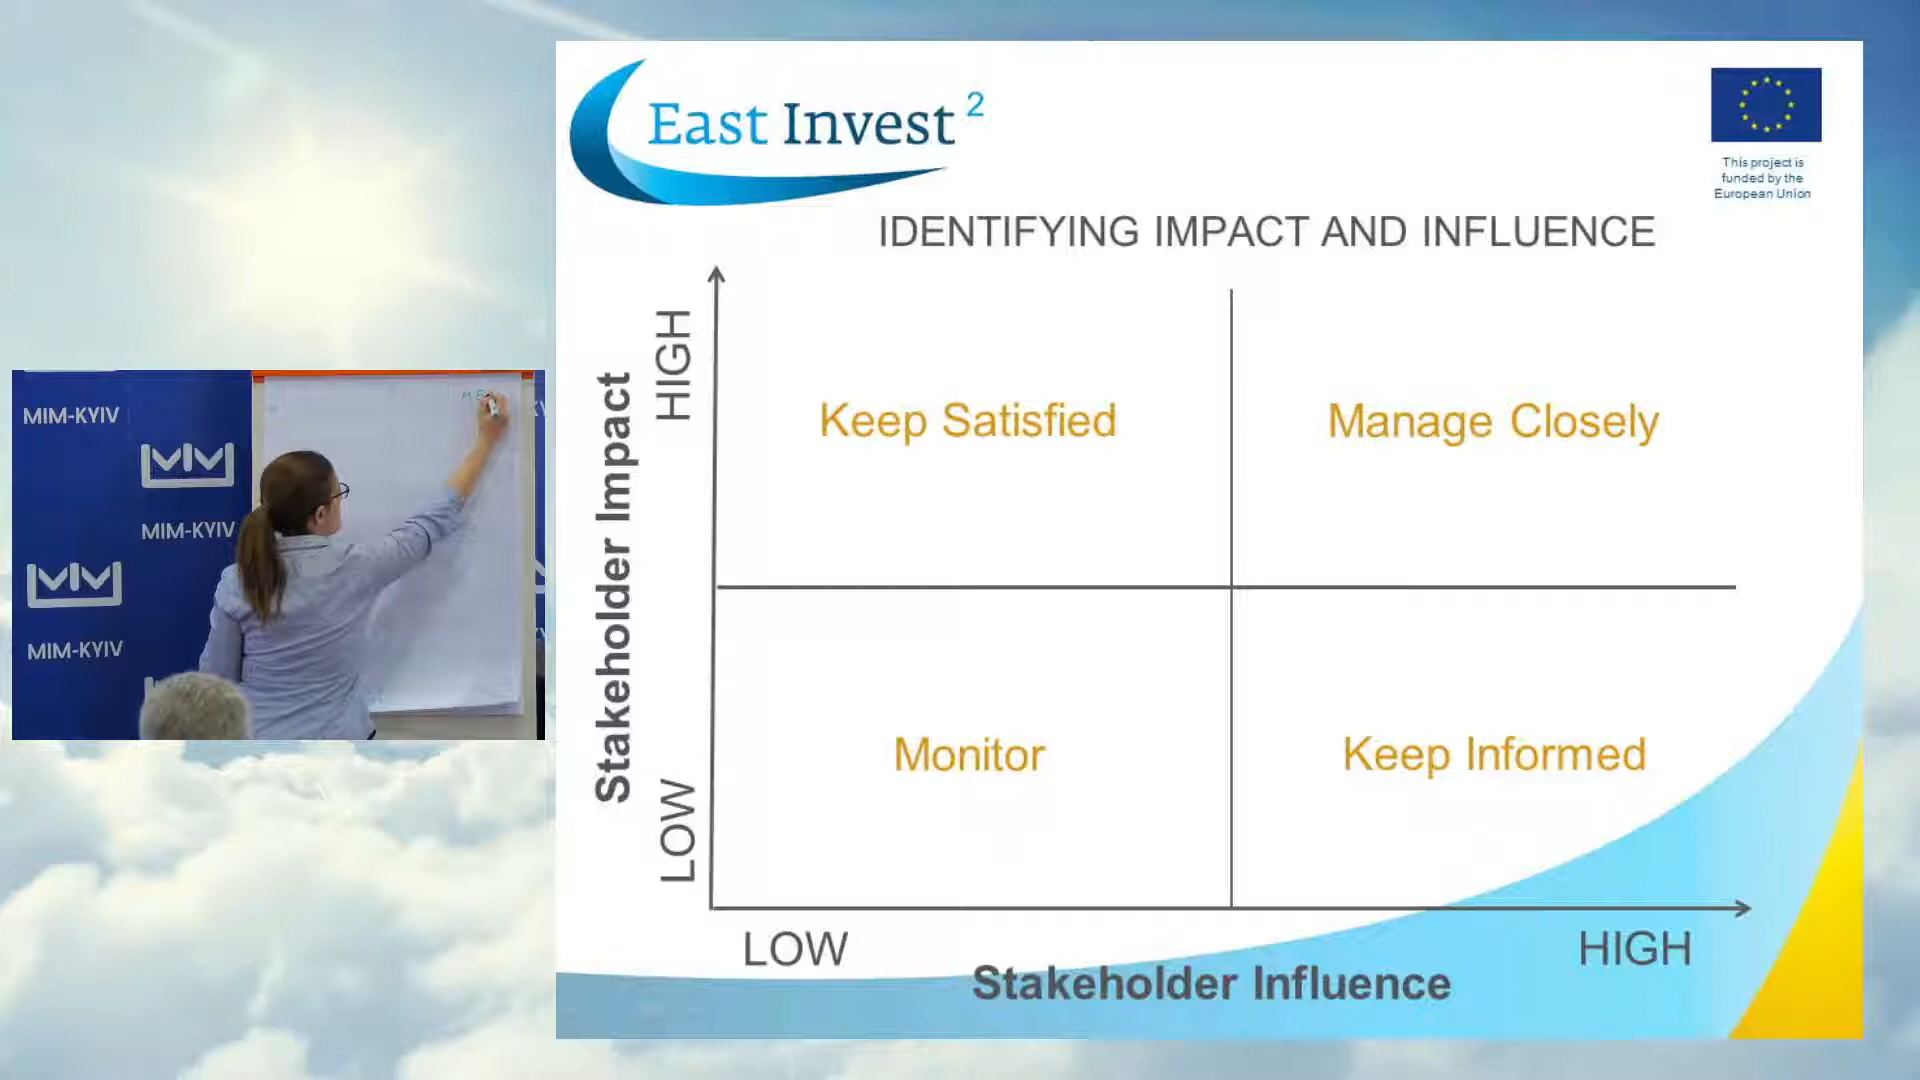 East Invest 2
This project is
funded by the
European Union
IDENTIFYING IMPACT AND INFLUENCE
Stakeholder Impact
HIGH
LOW
Keep Satisfied
Manage Closely
Monitor
Keep Informed
LOW
HIGH
Stakeholder Influence
MIM-KYIV
MIM-KYIV
MIM-KYIV